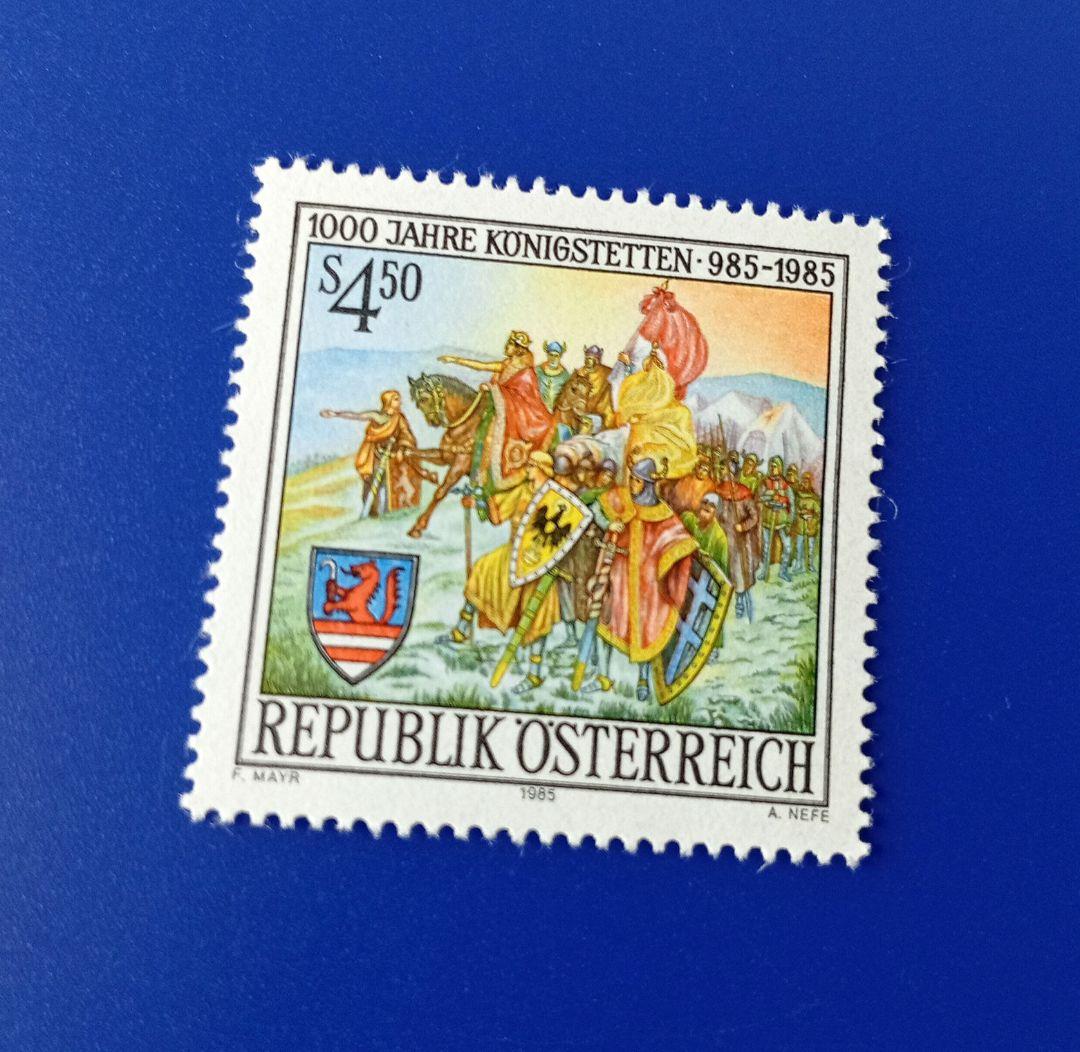 1000 JAHRE KÖNIGSTETTEN · 985-1985
S4 50
REPUBLIK ÖSTERREICH
F. MAYR 1985 A. NEFE